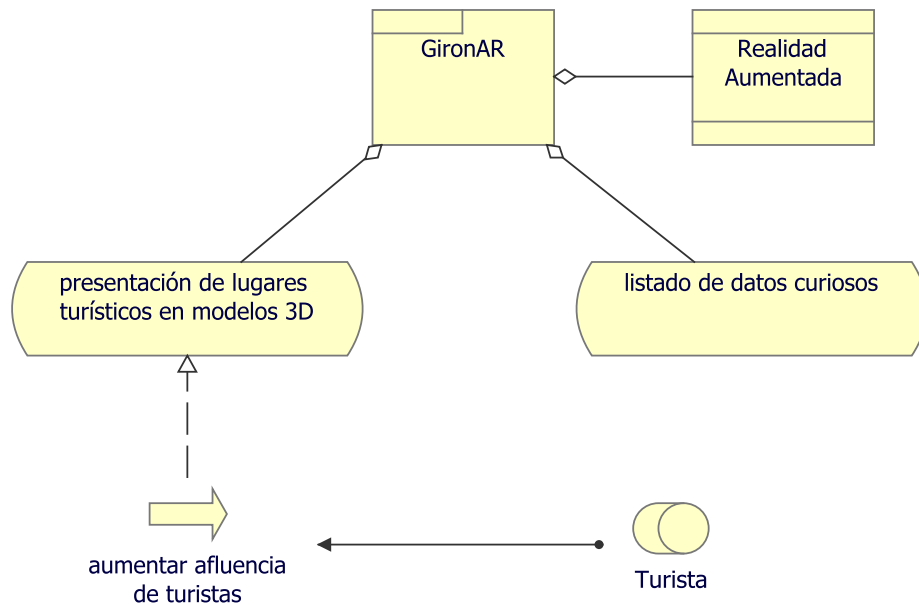 GironAR
Realidad
Aumentada
presentación de lugares
turísticos en modelos 3D
listado de datos curiosos
aumentar afluencia
de turistas
Turista